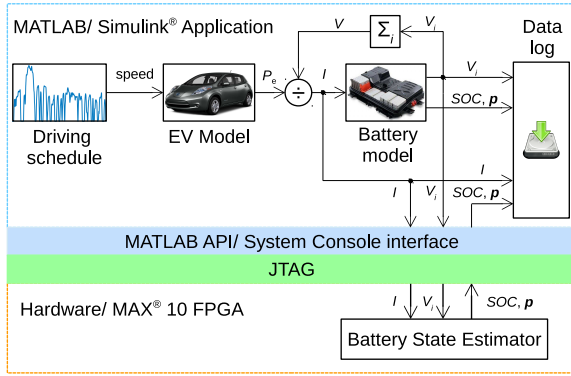 MATLAB/ Simulink® Application
V
Σi
Vi
Data
log
speed
Pe
÷
I
Vi
SOC, p
Driving
schedule
EV Model
Battery
model
I
I
Vi
SOC, p
MATLAB API/ System Console interface
JTAG
Hardware/ MAX® 10 FPGA
I
Vi
SOC, p
Battery State Estimator